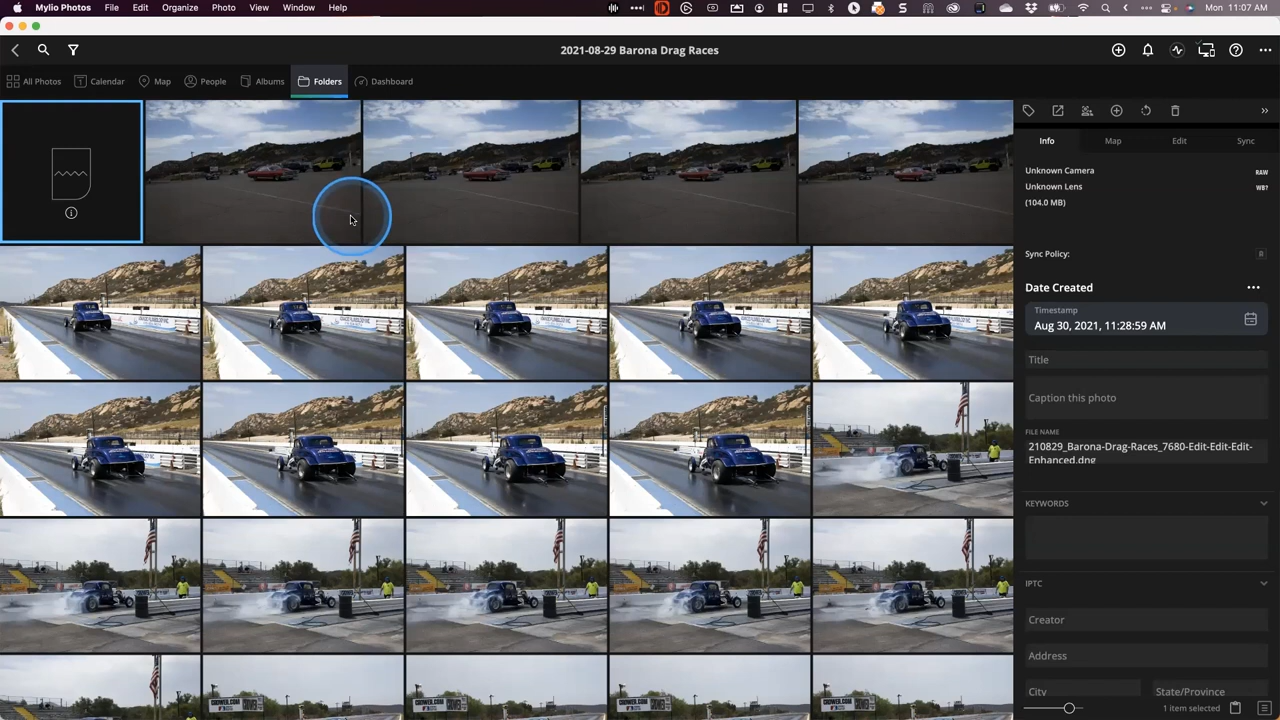 Mylio Photos File Edit Organize Photo View Window Help Mon 11:07 AM
2021-08-29 Barona Drag Races
All Photos Calendar Map People Albums Folders Dashboard
Info Map Edit Sync
Unknown Camera RAW
Unknown Lens WB?
(104.0 MB)
Sync Policy:
Date Created
Timestamp
Aug 30, 2021, 11:28:59 AM
Title
Caption this photo
FILE NAME
210829_Barona-Drag-Races_7680-Edit-Edit-Edit-
Enhanced.dng
KEYWORDS
IPTC
Creator
Address
City State/Province
1 item selected